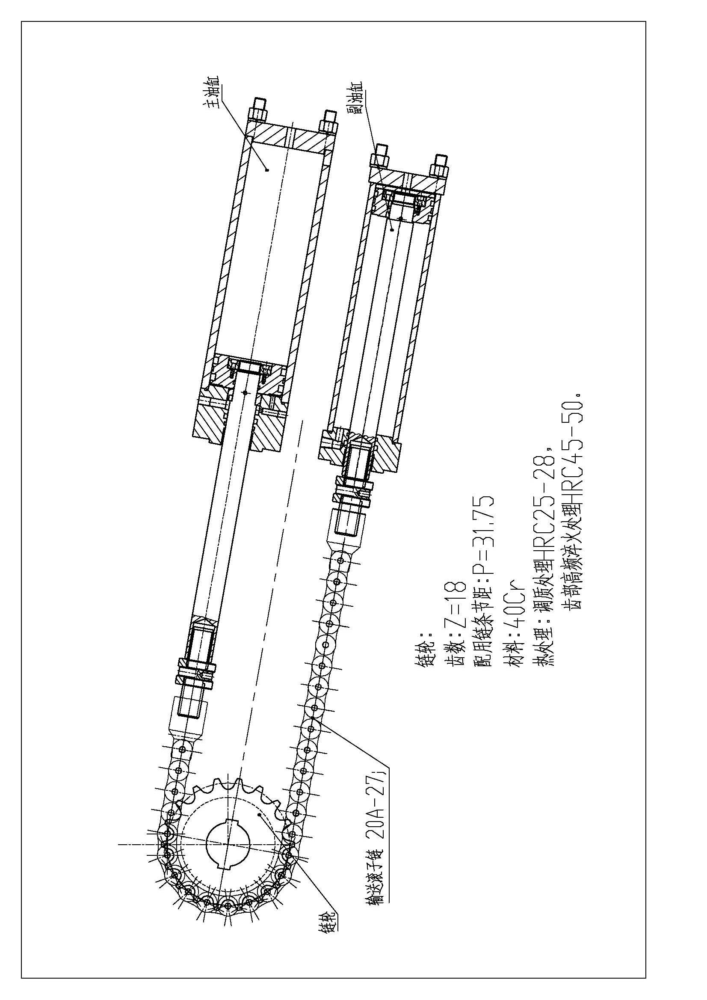 主油缸
副油缸
链轮
输送滚子链 20A-27j
链轮：
齿数：Z=18
配用链条节距：P=31.75
材料：40Cr
热处理：调质处理HRC25-28，
齿部高频淬火处理HRC45-50.